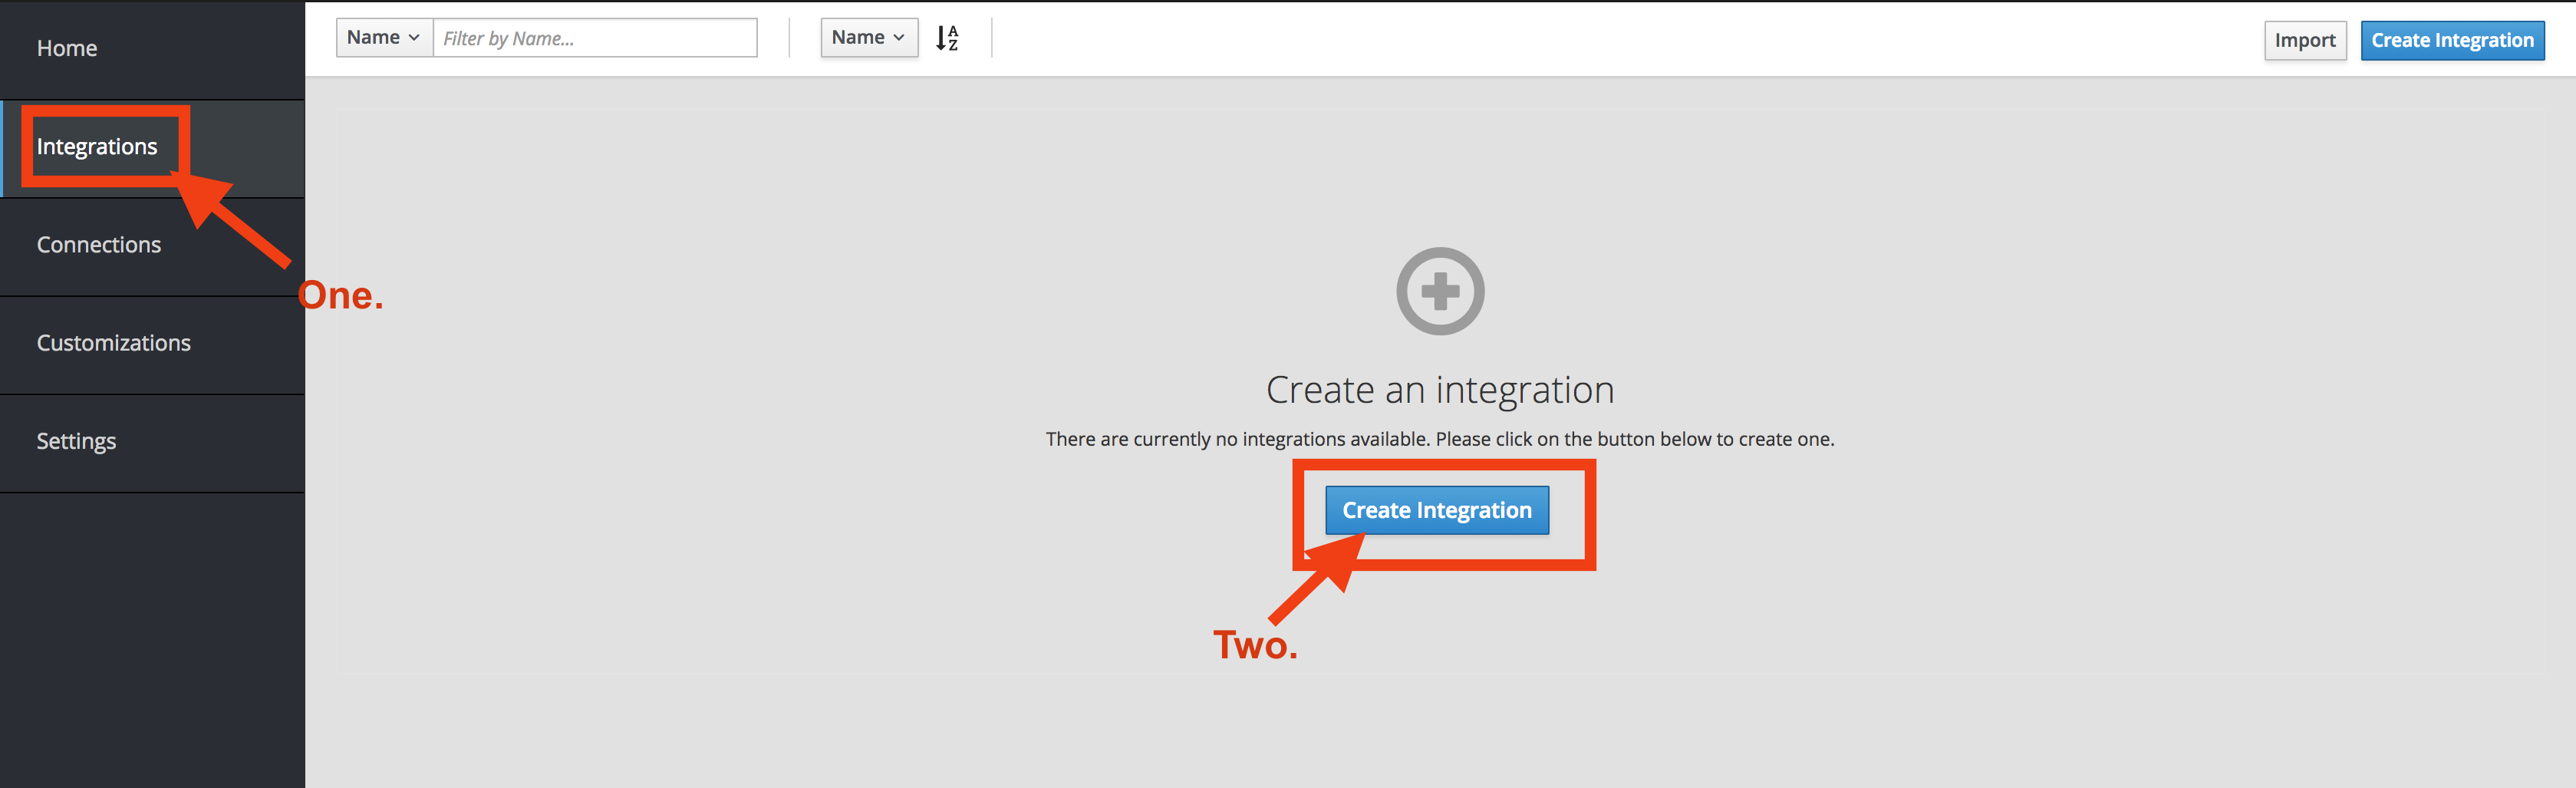 Home
Integrations
Connections
Customizations
Settings
Name
Filter by Name...
Name
A
Z
Import
Create Integration
One.
Create an integration
There are currently no integrations available. Please click on the button below to create one.
Create Integration
Two.